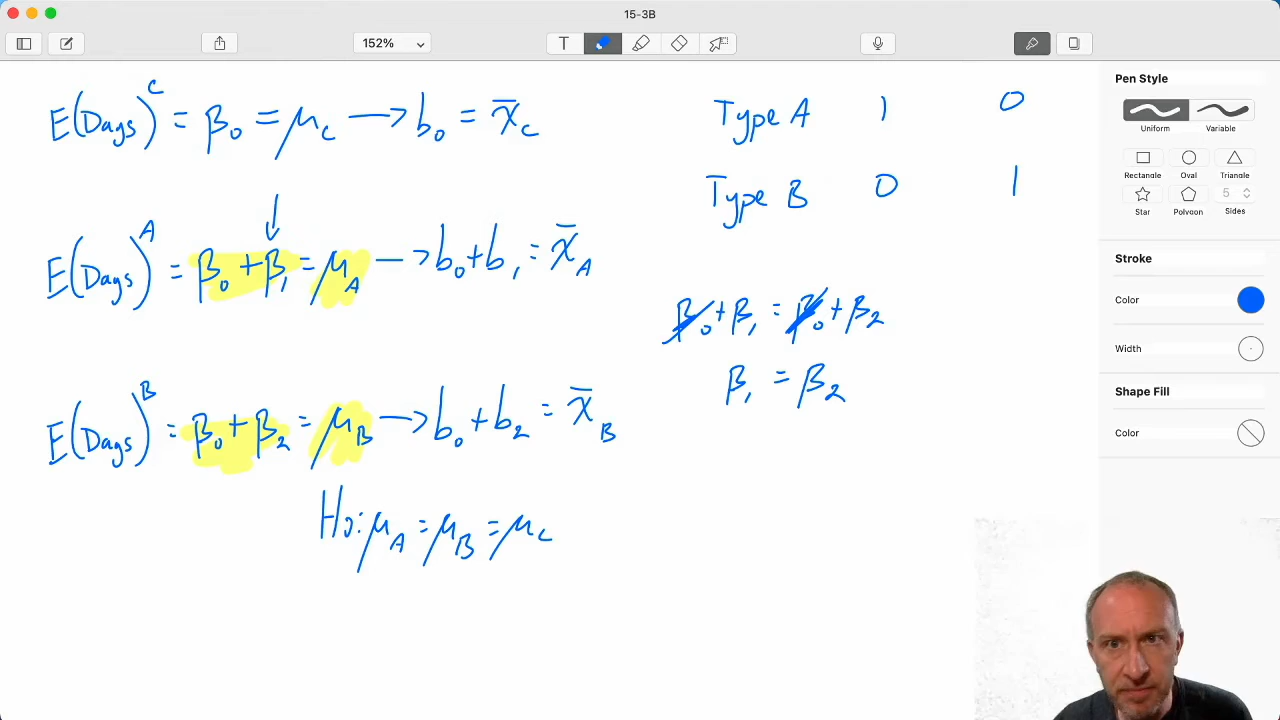 15-3B
152%
T
Pen Style
Uniform Variable
Rectangle Oval Triangle
5
Star Polygon Sides
Stroke
Color
Width
Shape Fill
Color
E(Days)^C = β₀ = μ_C → b₀ = x̄_C
E(Days)^A = β₀ + β₁ = μ_A → b₀ + b₁ = x̄_A
E(Days)^B = β₀ + β₂ = μ_B → b₀ + b₂ = x̄_B
H₀: μ_A = μ_B = μ_C
Type A 1 0
Type B 0 1
β₀ + β₁ = β₀ + β₂
β₁ = β₂